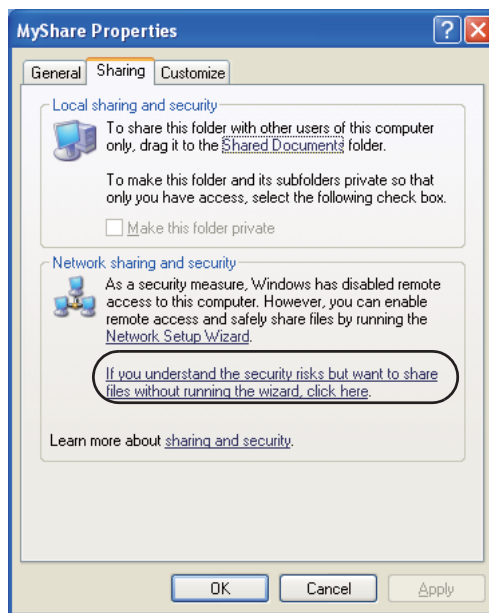 MyShare Properties
General Sharing Customize
Local sharing and security
To share this folder with other users of this computer
only, drag it to the Shared Documents folder.
To make this folder and its subfolders private so that
only you have access, select the following check box.
Make this folder private
Network sharing and security
As a security measure, Windows has disabled remote
access to this computer. However, you can enable
remote access and safely share files by running the
Network Setup Wizard.
If you understand the security risks but want to share
files without running the wizard, click here.
Learn more about sharing and security.
OK Cancel Apply